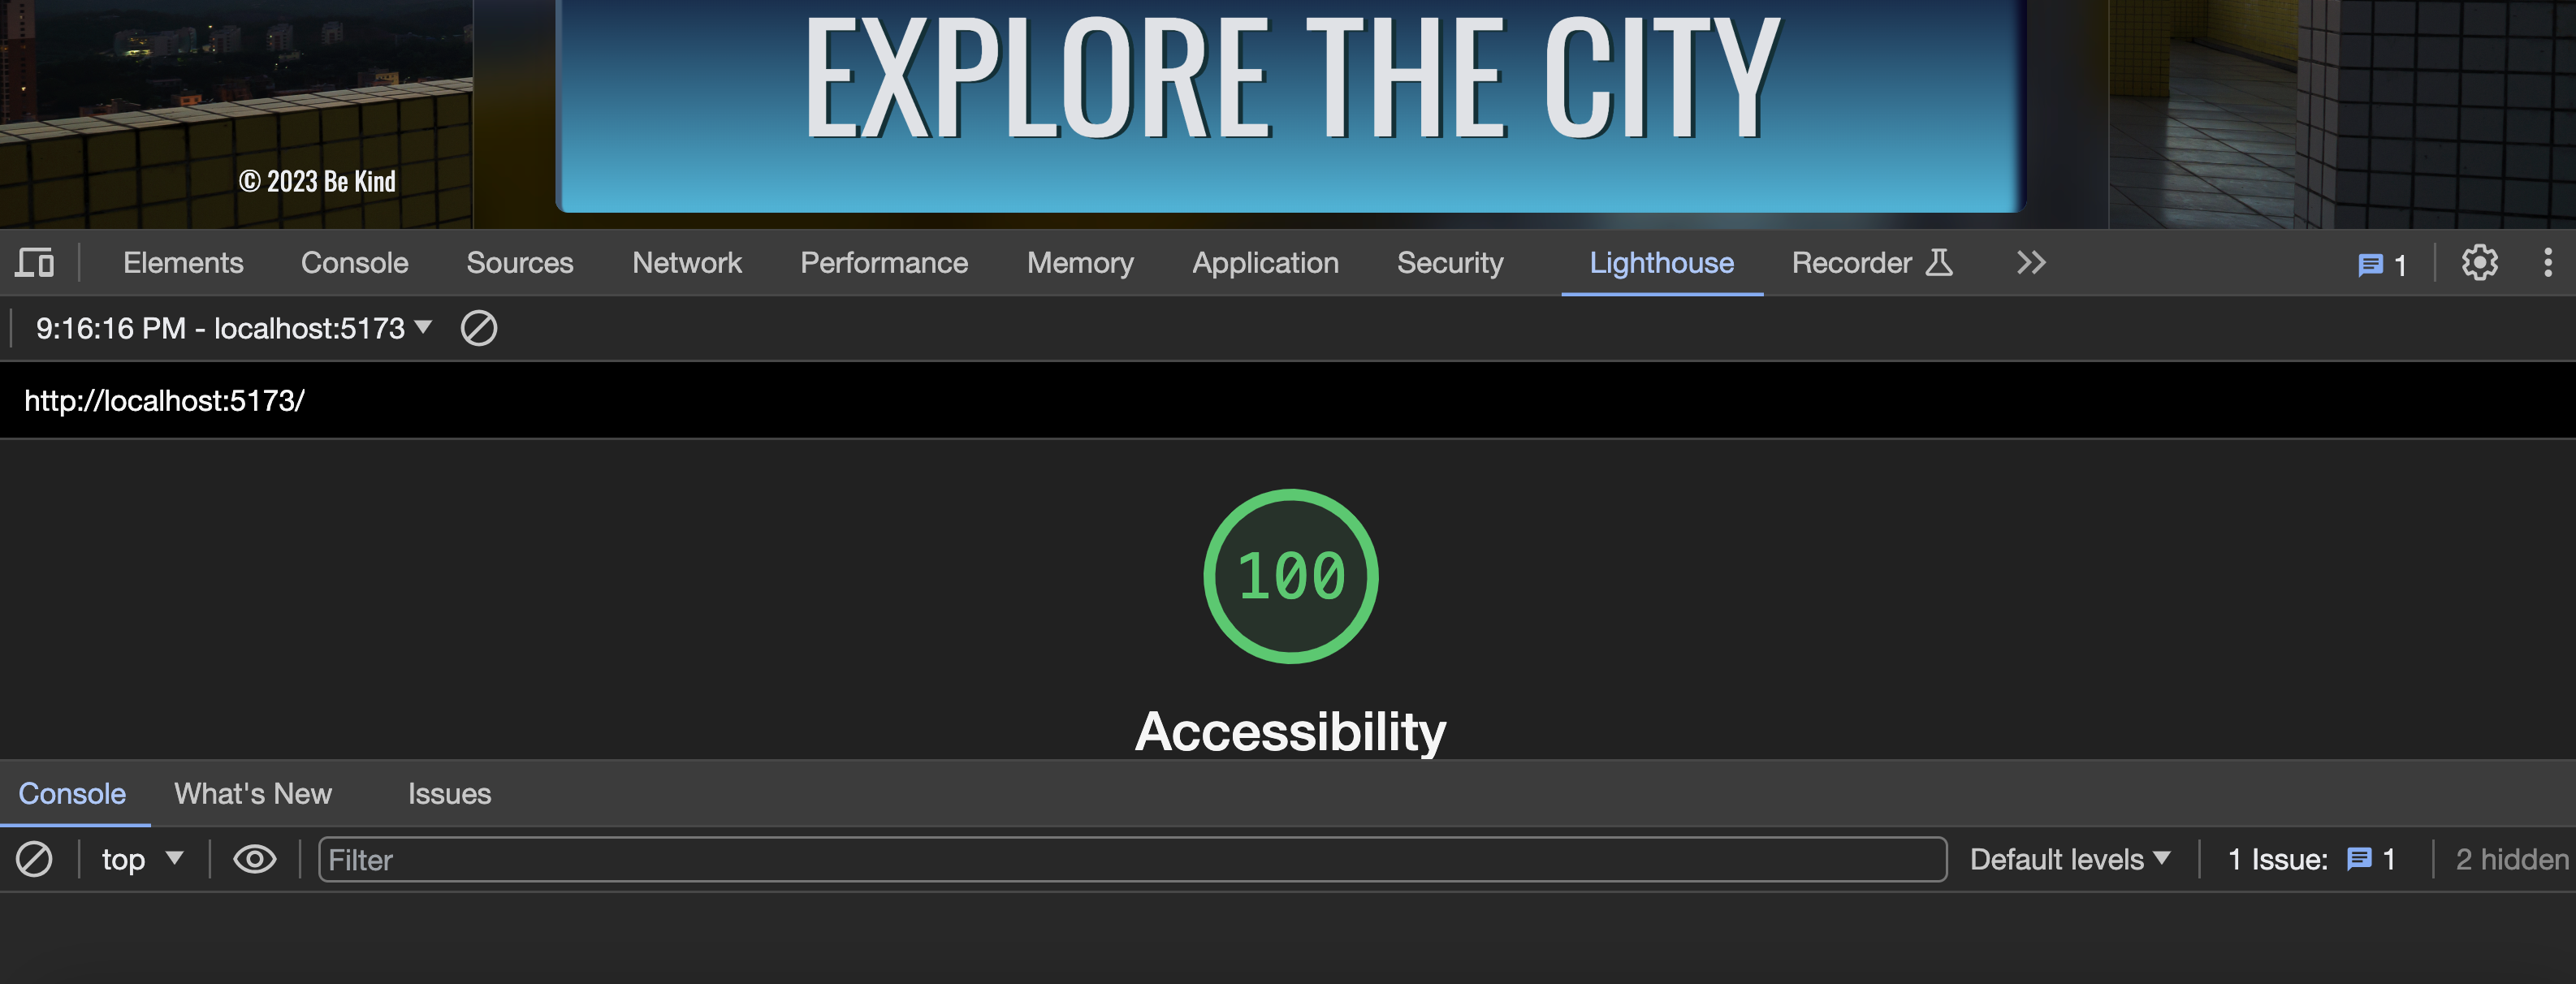 EXPLORE THE CITY
© 2023 Be Kind
Elements Console Sources Network Performance Memory Application Security Lighthouse Recorder 1
9:16:16 PM - localhost:5173
http://localhost:5173/
100
Accessibility
Console What's New Issues
top Filter Default levels 1 Issue: 1 2 hidden